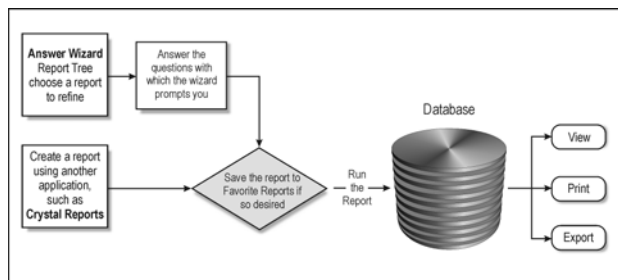 Answer Wizard
Report Tree
choose a report
to refine
Answer the
questions with
which the wizard
prompts you
Create a report
using another
application,
such as
Crystal Reports
Save the report to
Favorite Reports if
so desired
Run
the
Report
Database
View
Print
Export